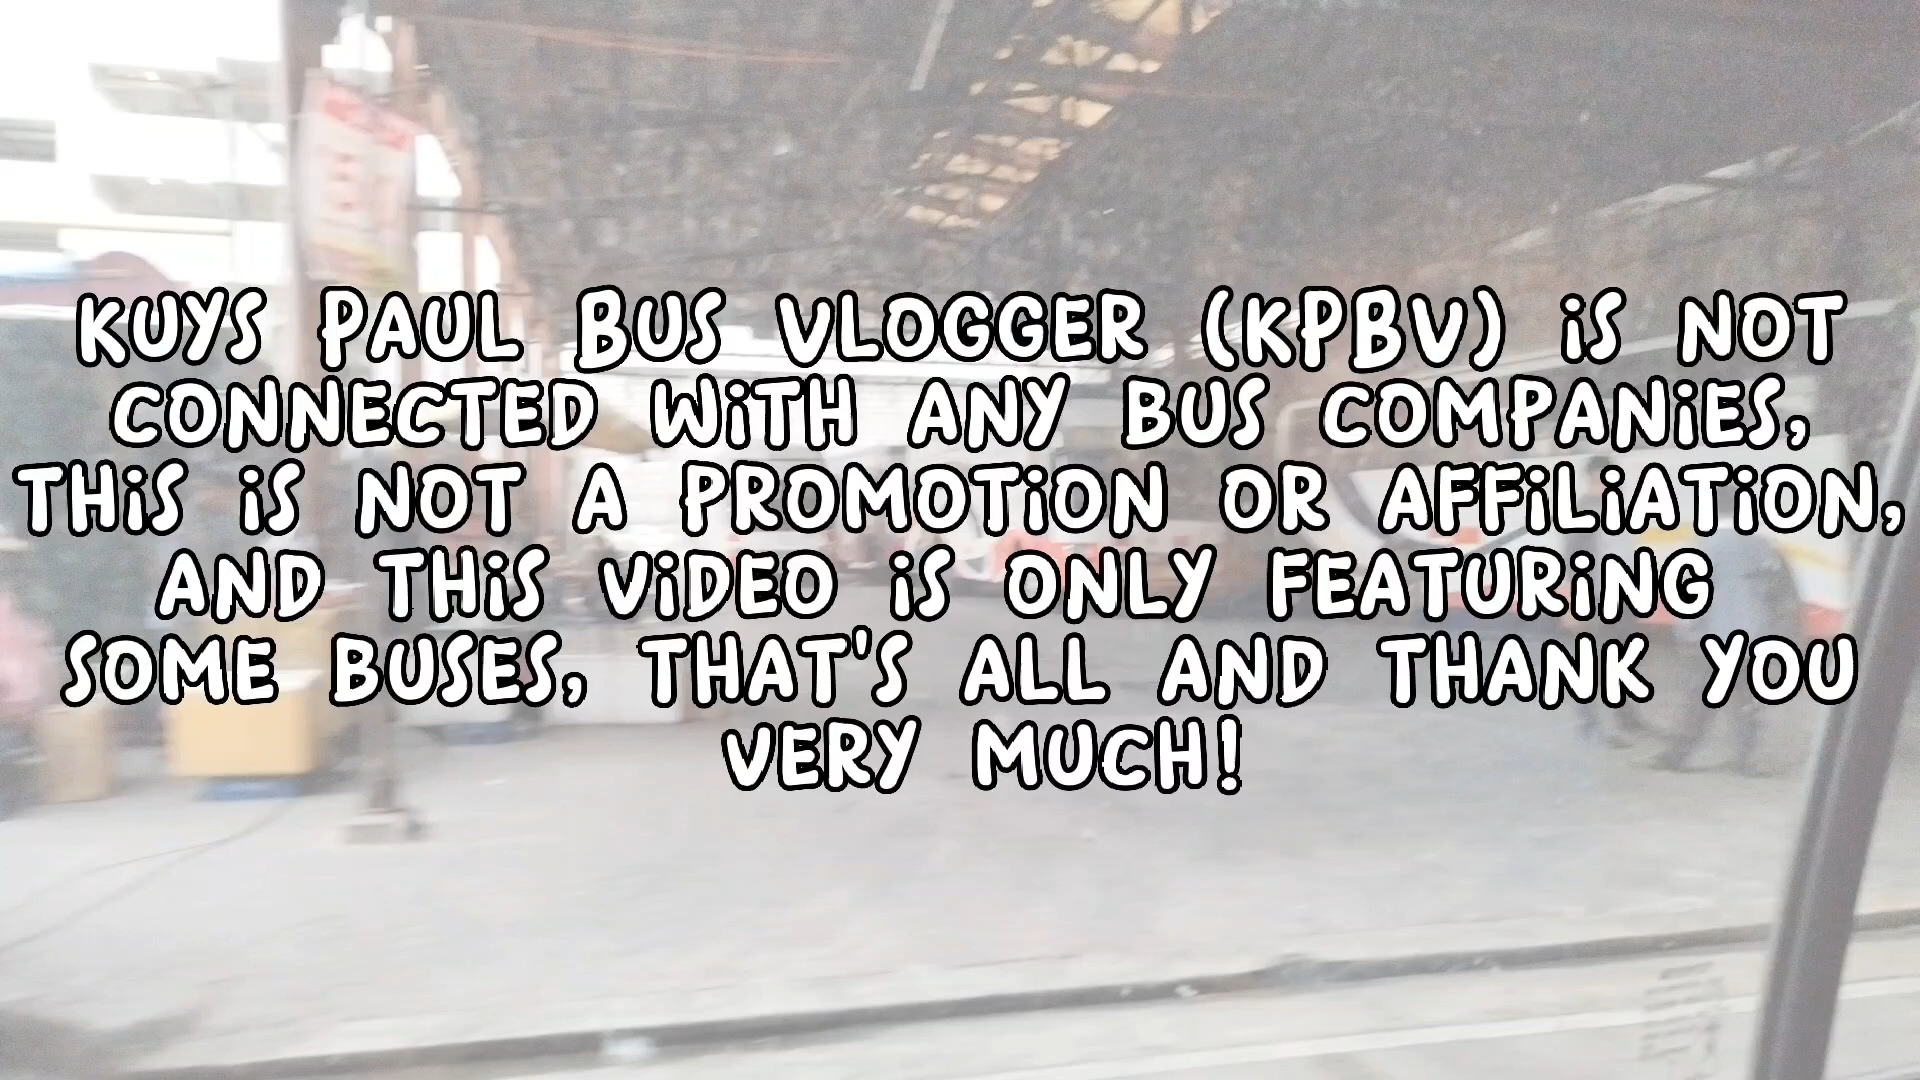 KUYS PAUL BUS VLOGGER (KPBV) iS NOT
CONNECTED WiTH ANY BUS COMPANiES,
THiS iS NOT A PROMOTiON OR AFFiLiATiON,
AND THiS ViDEO iS ONLY FEATURiNG
SOME BUSES, THAT'S ALL AND THANK YOU
VERY MUCH!